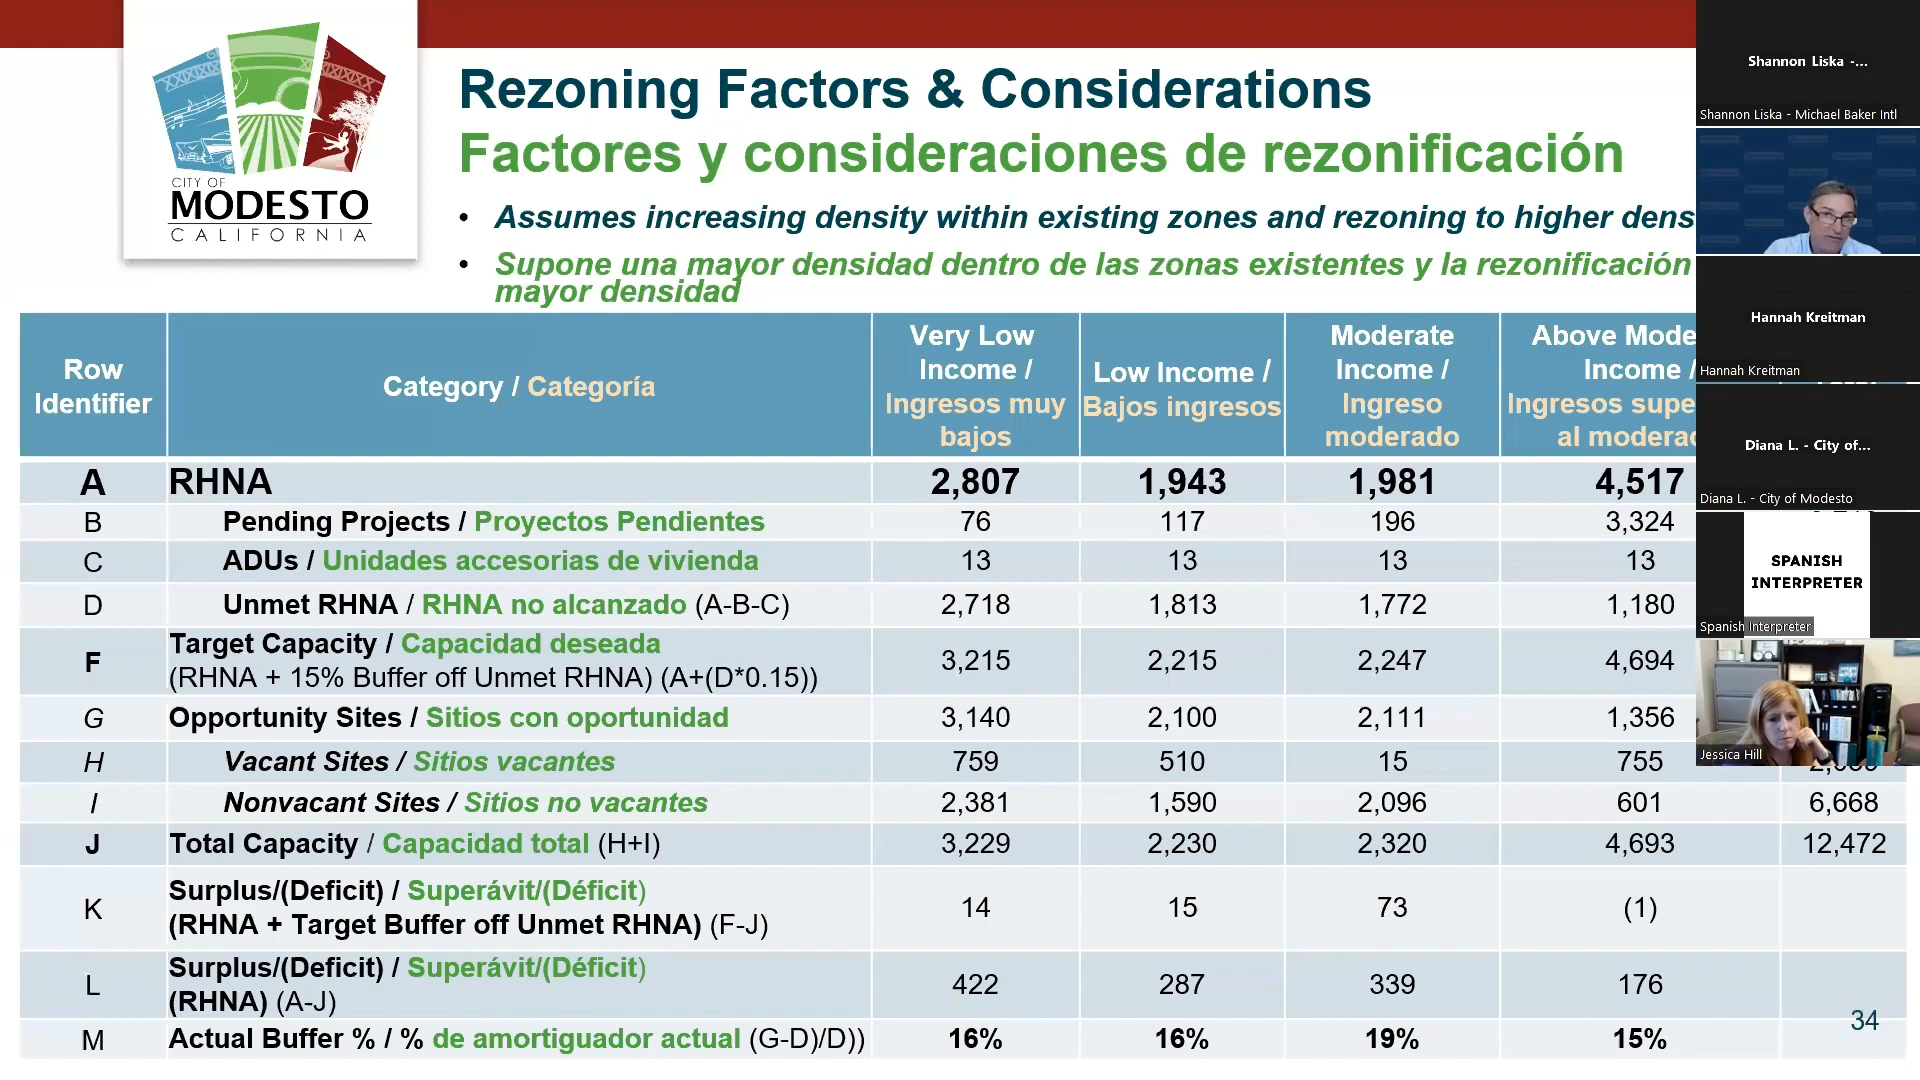 CITY OF
MODESTO
CALIFORNIA
Rezoning Factors & Considerations
Factores y consideraciones de rezonificación
• Assumes increasing density within existing zones and rezoning to higher dens
• Supone una mayor densidad dentro de las zonas existentes y la rezonificación
mayor densidad
Row Identifier Category / Categoría Very Low Income / Ingresos muy bajos Low Income / Bajos ingresos Moderate Income / Ingreso moderado Above Mode Income / Ingresos supe al moderad
A RHNA 2,807 1,943 1,981 4,517
B Pending Projects / Proyectos Pendientes 76 117 196 3,324
C ADUs / Unidades accesorias de vivienda 13 13 13 13
D Unmet RHNA / RHNA no alcanzado (A-B-C) 2,718 1,813 1,772 1,180
F Target Capacity / Capacidad deseada
(RHNA + 15% Buffer off Unmet RHNA) (A+(D*0.15)) 3,215 2,215 2,247 4,694
G Opportunity Sites / Sitios con oportunidad 3,140 2,100 2,111 1,356
H Vacant Sites / Sitios vacantes 759 510 15 755
I Nonvacant Sites / Sitios no vacantes 2,381 1,590 2,096 601 6,668
J Total Capacity / Capacidad total (H+I) 3,229 2,230 2,320 4,693 12,472
K Surplus/(Deficit) / Superávit/(Déficit)
(RHNA + Target Buffer off Unmet RHNA) (F-J) 14 15 73 (1)
L Surplus/(Deficit) / Superávit/(Déficit)
(RHNA) (A-J) 422 287 339 176
M Actual Buffer % / % de amortiguador actual (G-D)/D)) 16% 16% 19% 15%
34
Shannon Liska -...
Shannon Liska - Michael Baker Intl
Hannah Kreitman
Hannah Kreitman
Diana L. - City of...
Diana L. - City of Modesto
SPANISH
INTERPRETER
Spanish Interpreter
Jessica Hill